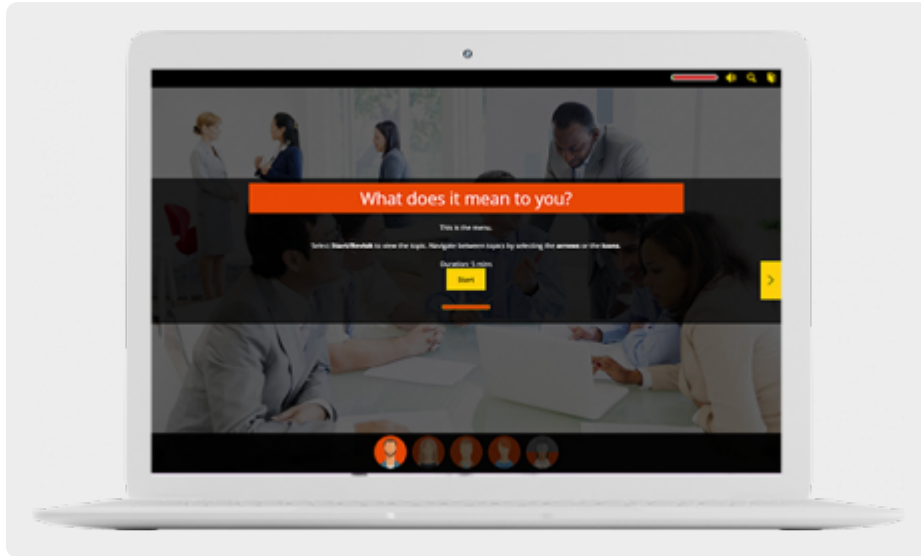 What does it mean to you?
This is the menu.
Select Start/Revisit to view the topic. Navigate between topics by selecting the arrows or the icons.
Duration: 5 mins
Start